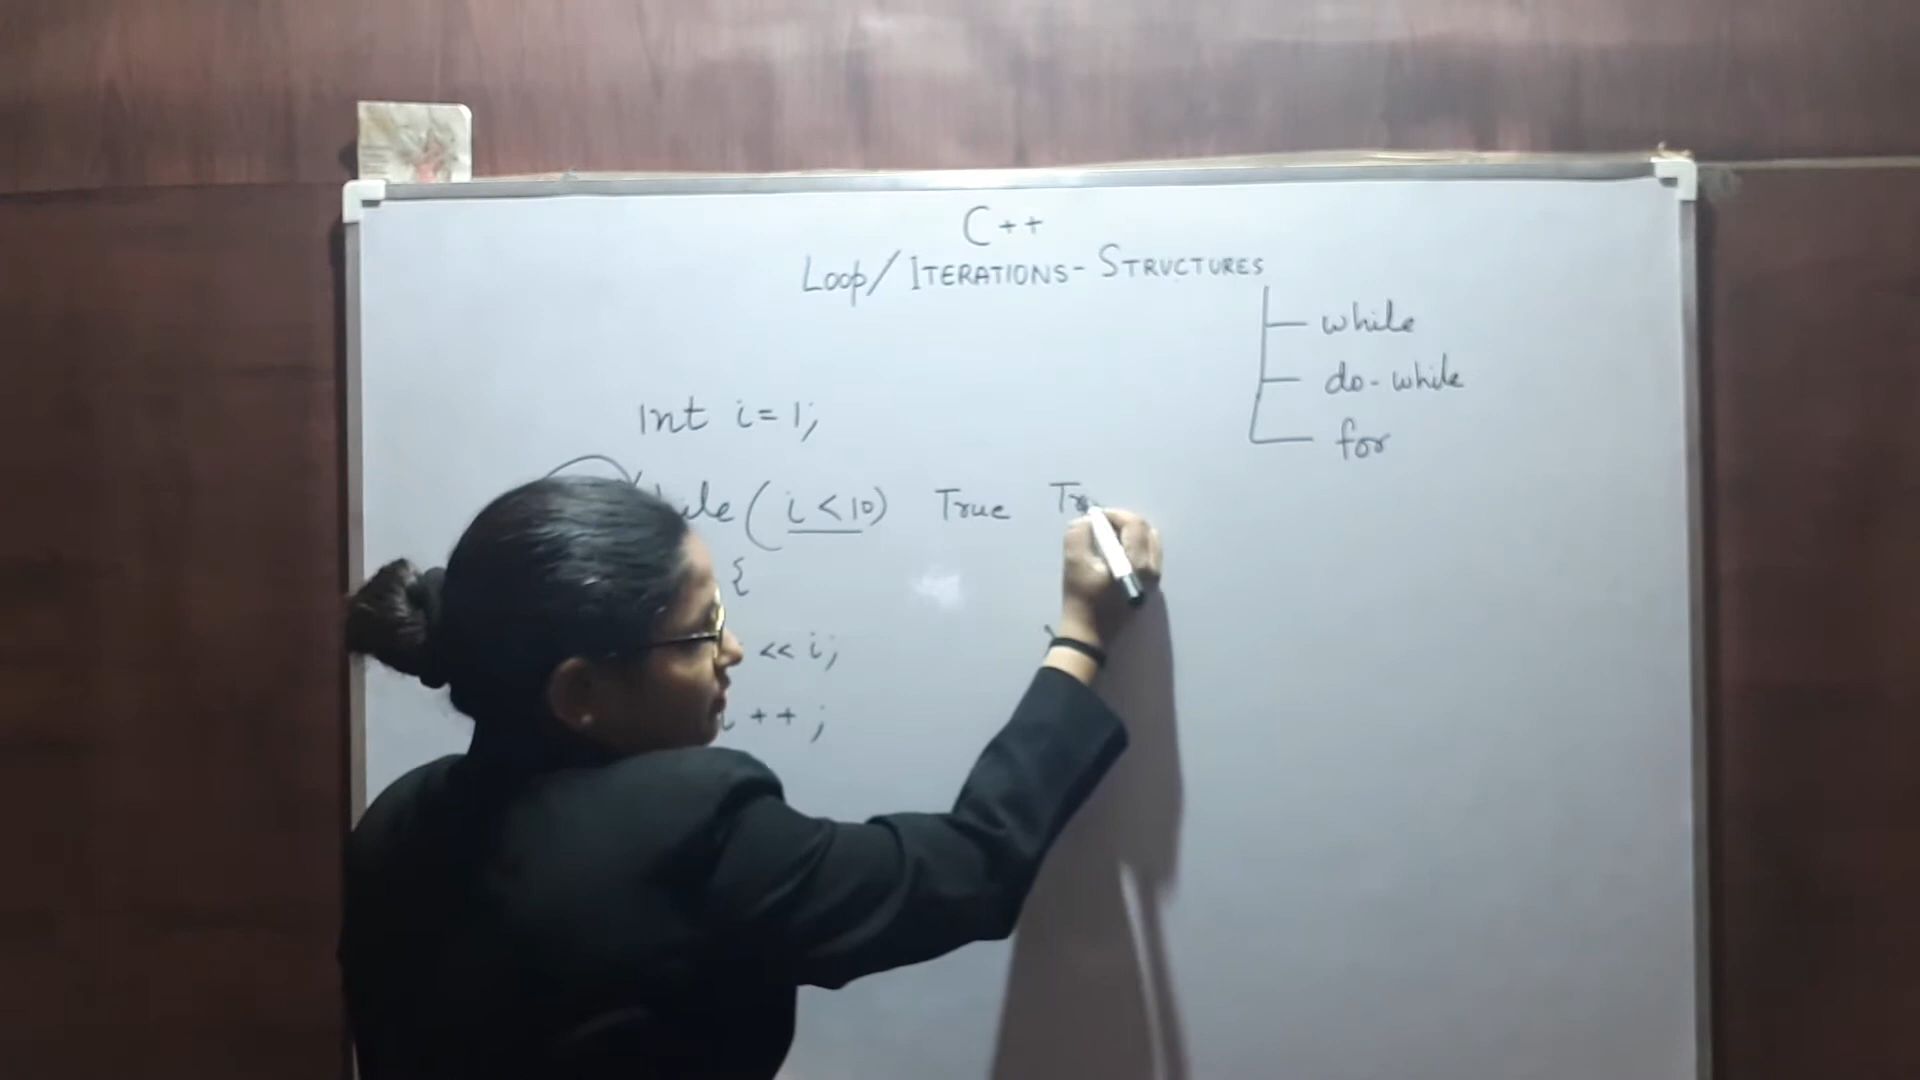 C++
Loop/ ITERATIONS- STRUCTURES
while
do-while
for
Int i=1;
(i<10) True
{
<< i;
++ ;